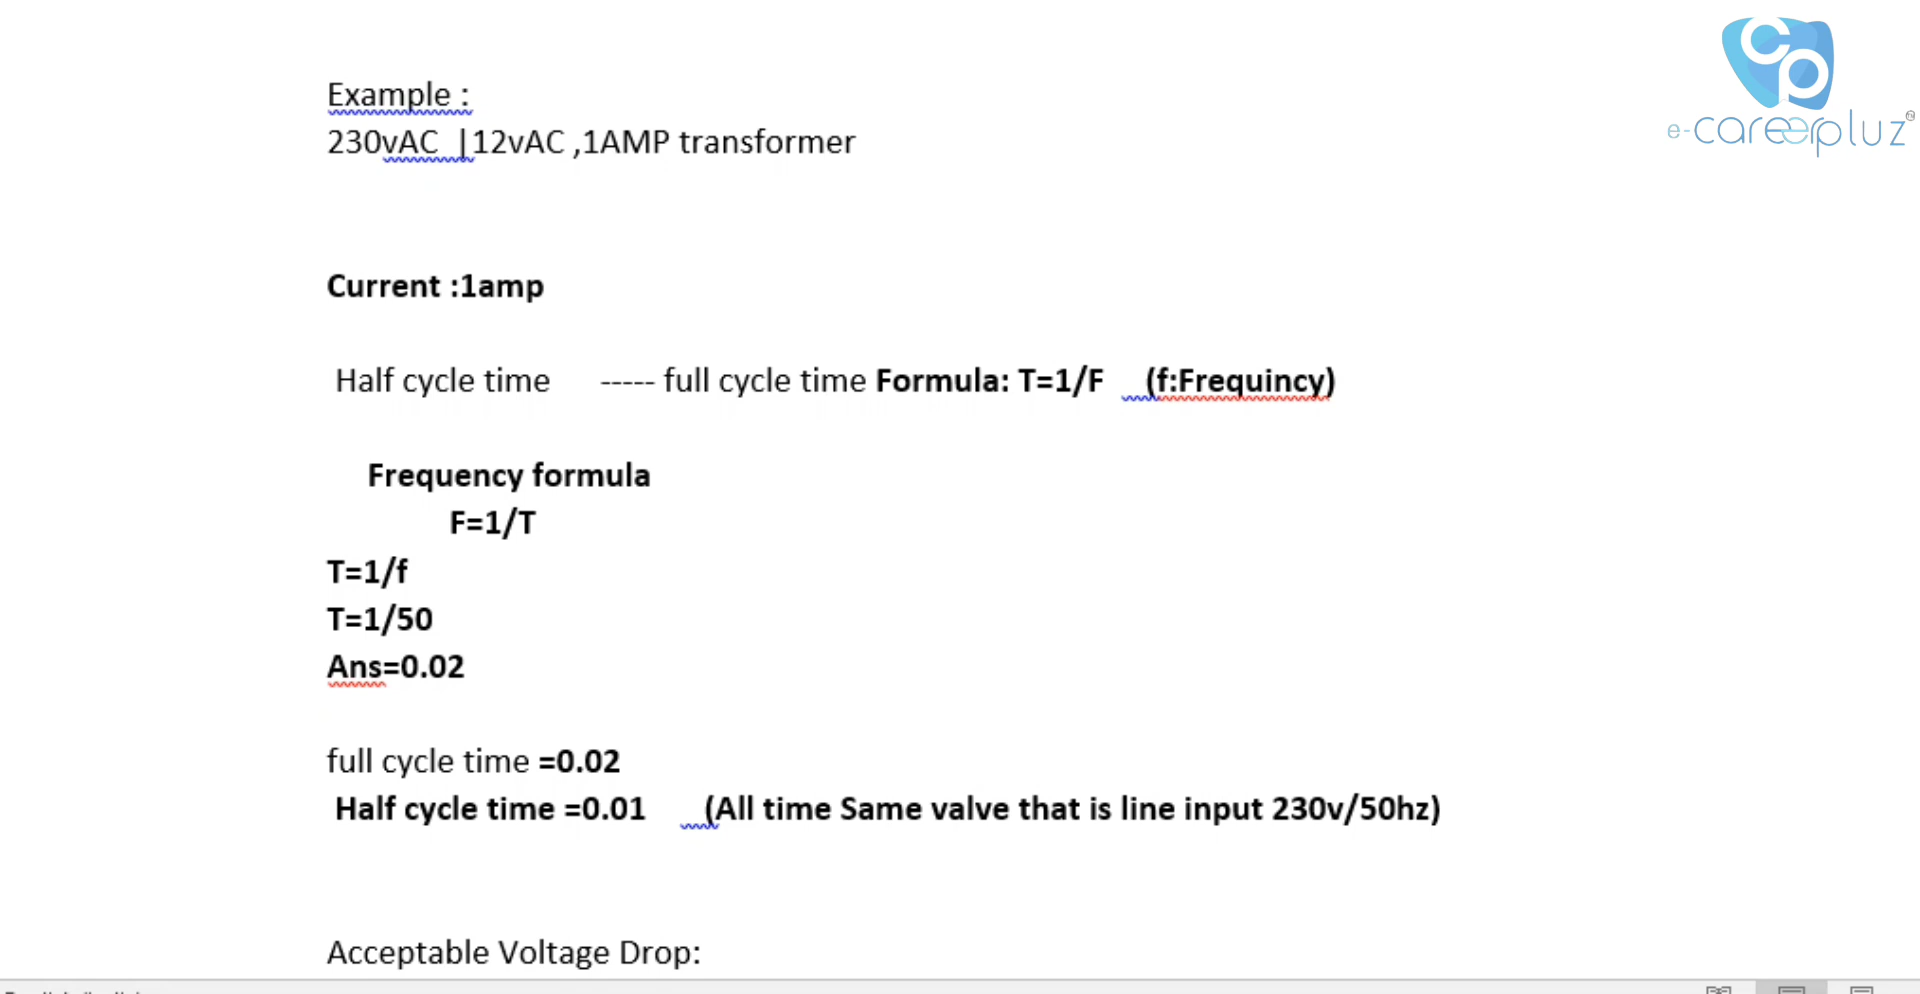 e-careerpluz
Example :
230vAC |12vAC ,1AMP transformer
Current :1amp
Half cycle time ----- full cycle time Formula: T=1/F (f:Frequincy)
Frequency formula
F=1/T
T=1/f
T=1/50
Ans=0.02
full cycle time =0.02
Half cycle time =0.01 (All time Same valve that is line input 230v/50hz)
Acceptable Voltage Drop: